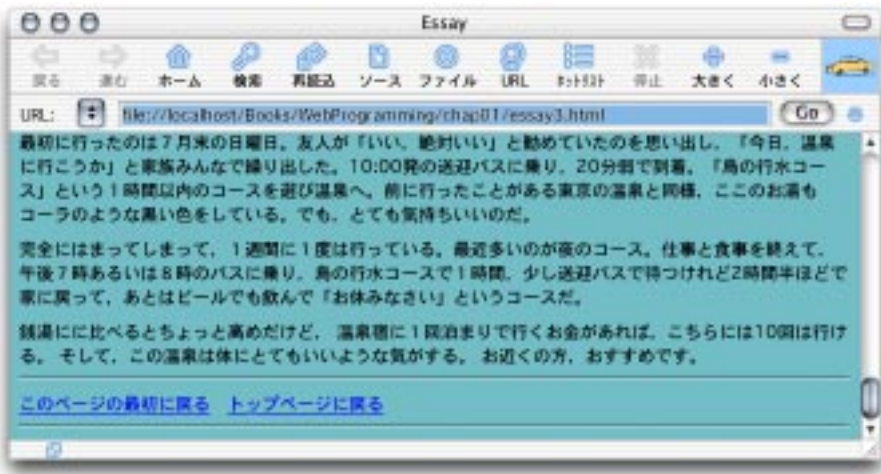 Essay
戻る 進む ホーム 検索 再読込 ソース ファイル URL ホットリスト 停止 大きく 小さく
URL: file://localhost/Books/WebProgramming/chap01/essay3.html Go
最初に行ったのは7月末の日曜日。友人が「いい、絶対いい」と勧めていたのを思い出し、「今日、温泉
に行こうか」と家族みんなで繰り出した。10:00発の送迎バスに乗り、20分弱で到着。「烏の行水コー
ス」という1時間以内のコースを選び温泉へ。前に行ったことがある東京の温泉と同様、ここのお湯も
コーラのような黒い色をしている。でも、とても気持ちいいのだ。
完全にはまってしまって、1週間に1度は行っている。最近多いのが夜のコース。仕事と食事を終えて、
午後7時あるいは8時のバスに乗り、烏の行水コースで1時間、少し送迎バスで待つけれど2時間半ほどで
家に戻って、あとはビールでも飲んで「お休みなさい」というコースだ。
銭湯にに比べるとちょっと高めだけど、 温泉宿に1回泊まりで行くお金があれば、こちらには10回は行け
る。 そして、この温泉は体にとてもいいような気がする。 お近くの方、おすすめです。
このページの最初に戻る トップページに戻る